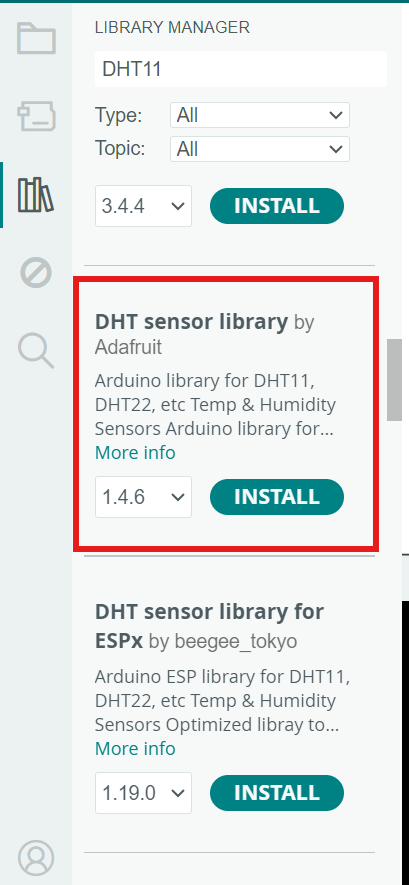 LIBRARY MANAGER
DHT11
Type: All
Topic: All
3.4.4 INSTALL
DHT sensor library by
Adafruit
Arduino library for DHT11,
DHT22, etc Temp & Humidity
Sensors Arduino library for...
More info
1.4.6 INSTALL
DHT sensor library for
ESPx by beegee_tokyo
Arduino ESP library for DHT11,
DHT22, etc Temp & Humidity
Sensors Optimized libray to...
More info
1.19.0 INSTALL